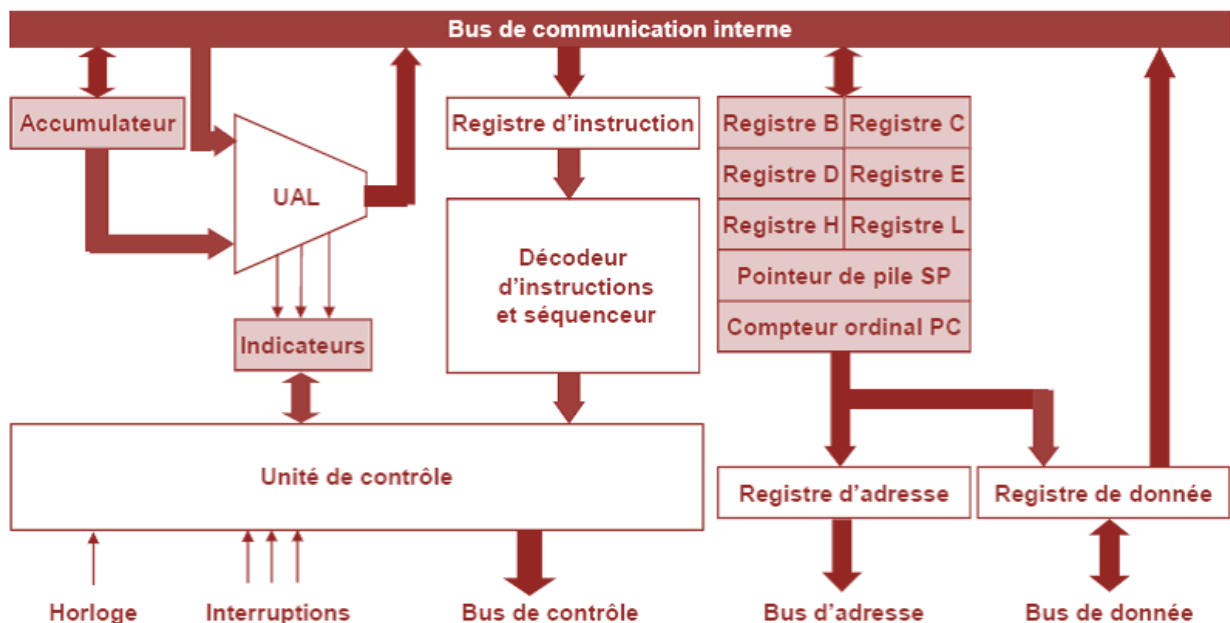 Bus de communication interne
Accumulateur
UAL
Indicateurs
Registre d'instruction
Décodeur
d'instructions
et séquenceur
Registre B
Registre C
Registre D
Registre E
Registre H
Registre L
Pointeur de pile SP
Compteur ordinal PC
Unité de contrôle
Registre d'adresse
Registre de donnée
Horloge
Interruptions
Bus de contrôle
Bus d'adresse
Bus de donnée